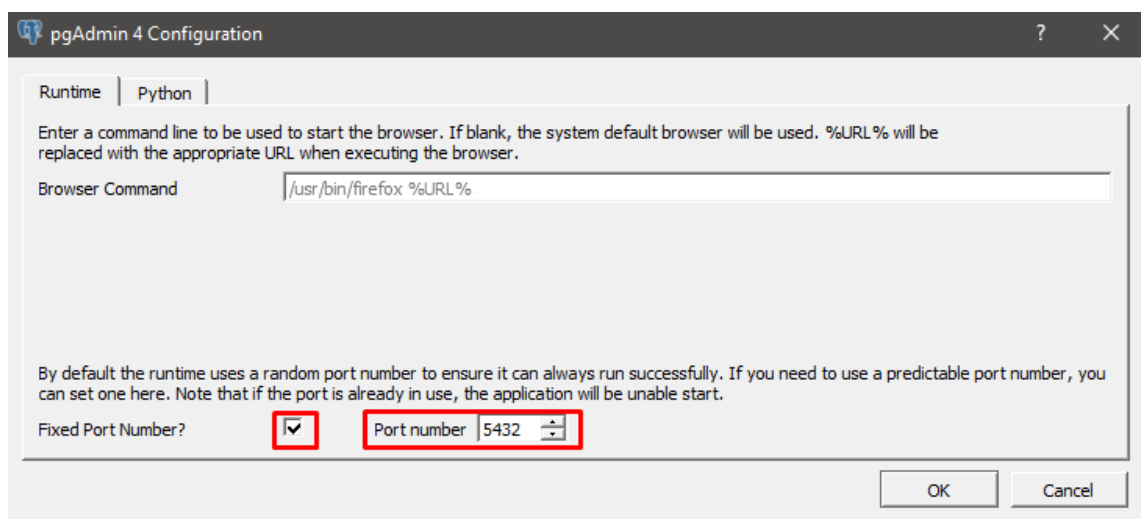 pgAdmin 4 Configuration
Runtime Python
Enter a command line to be used to start the browser. If blank, the system default browser will be used. %URL% will be
replaced with the appropriate URL when executing the browser.
Browser Command /usr/bin/firefox %URL%
By default the runtime uses a random port number to ensure it can always run successfully. If you need to use a predictable port number, you
can set one here. Note that if the port is already in use, the application will be unable start.
Fixed Port Number? Port number 5432
OK Cancel